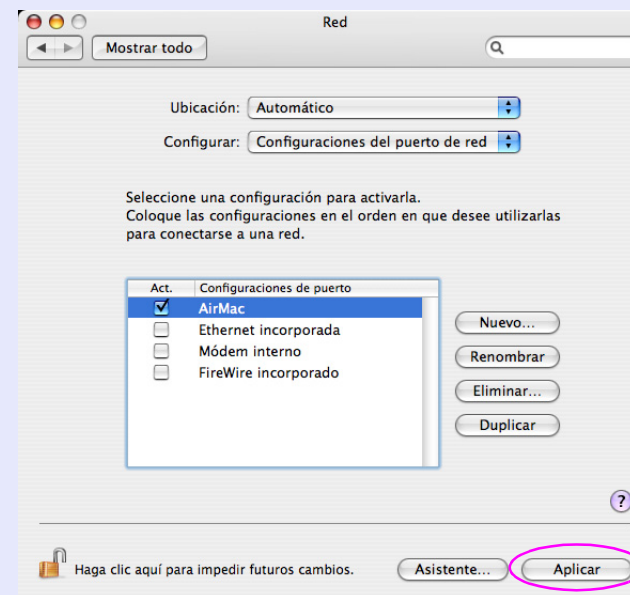 Red
Mostrar todo
Ubicación: Automático
Configurar: Configuraciones del puerto de red
Seleccione una configuración para activarla.
Coloque las configuraciones en el orden en que desee utilizarlas
para conectarse a una red.
Act. Configuraciones de puerto
AirMac
Ethernet incorporada
Módem interno
FireWire incorporado
Nuevo...
Renombrar
Eliminar...
Duplicar
?
Haga clic aquí para impedir futuros cambios. Asistente... Aplicar